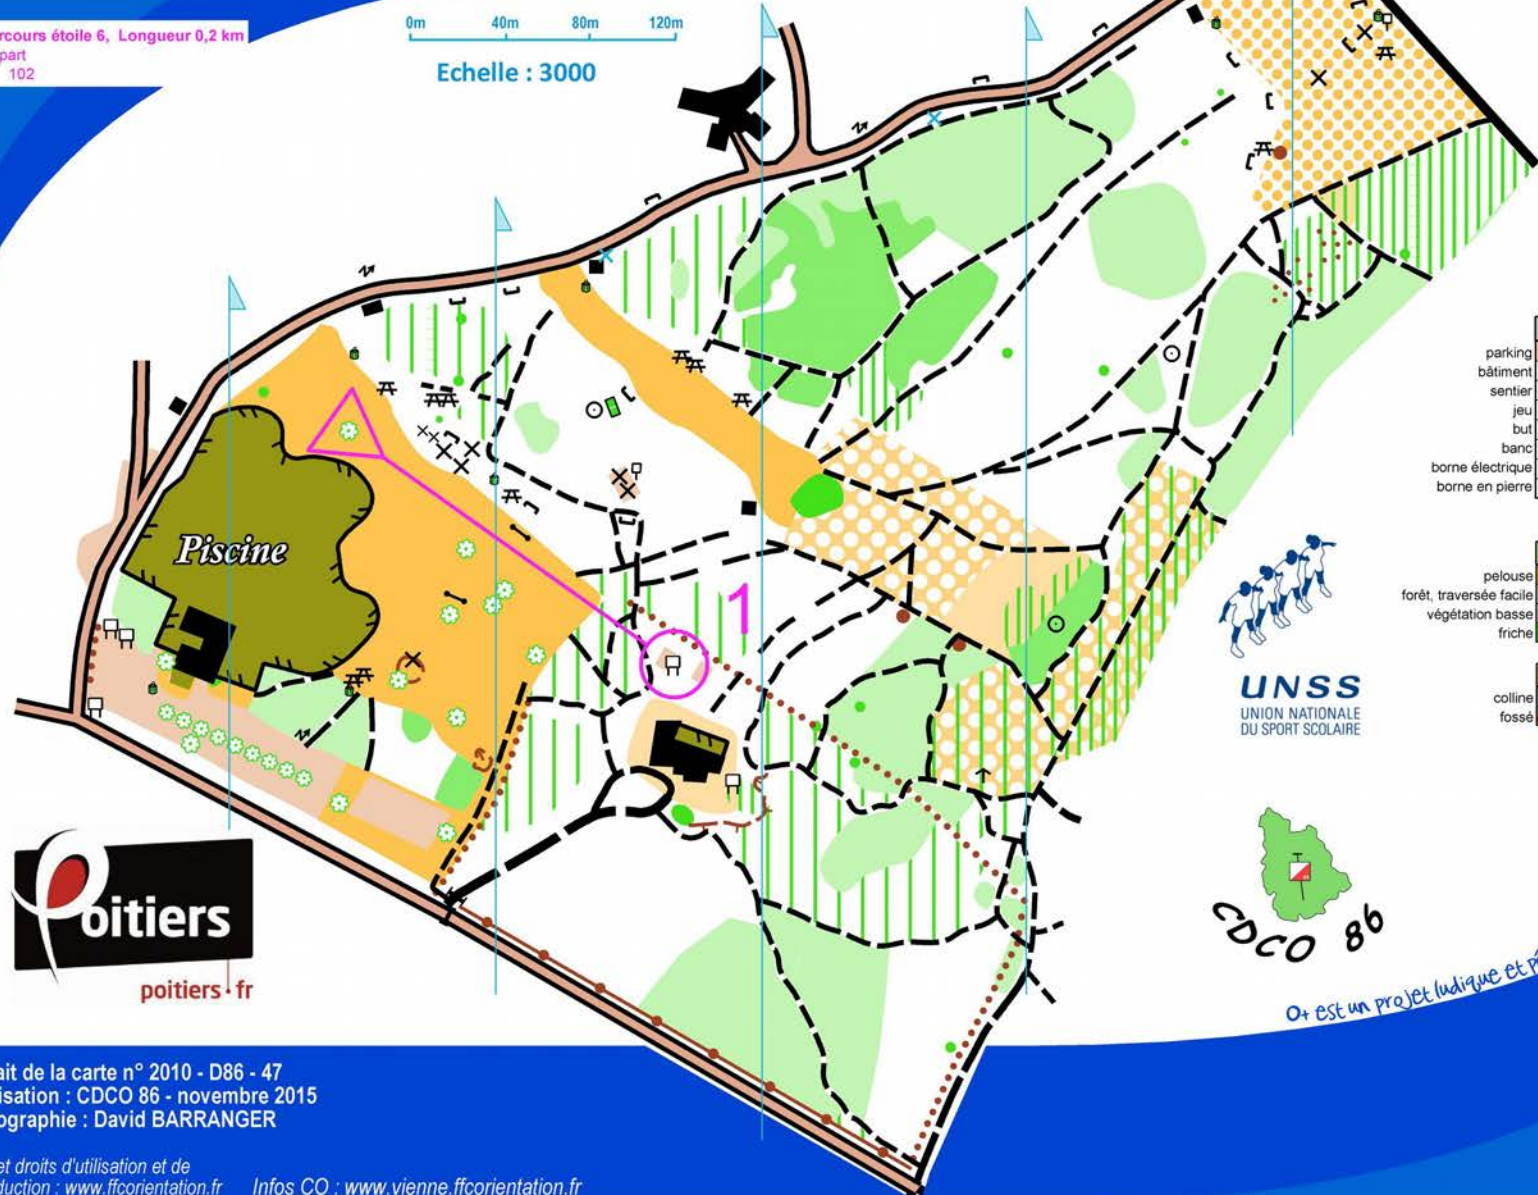 rcours étoile 6, Longueur 0,2 km
part
102
0m 40m 80m 120m
Echelle : 3000
Piscine
1
parking
bâtiment
sentier
jeu
but
banc
borne électrique
borne en pierre
pelouse
forêt, traversée facile
végétation basse
friche
colline
fossé
UNSS
UNION NATIONALE
DU SPORT SCOLAIRE
CDCO 86
O+ est un projet ludique et p
Poitiers
poitiers.fr
ait de la carte n° 2010 - D86 - 47
isation : CDCO 86 - novembre 2015
ographie : David BARRANGER
et droits d'utilisation et de
duction : www.ffcorientation.fr Infos CO : www.vienne.ffcorientation.fr